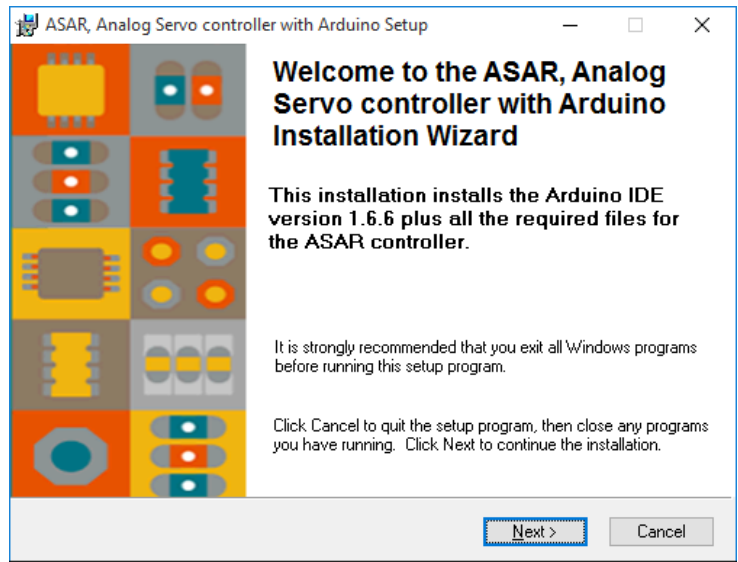 ASAR, Analog Servo controller with Arduino Setup
Welcome to the ASAR, Analog
Servo controller with Arduino
Installation Wizard
This installation installs the Arduino IDE
version 1.6.6 plus all the required files for
the ASAR controller.
It is strongly recommended that you exit all Windows programs
before running this setup program.
Click Cancel to quit the setup program, then close any programs
you have running. Click Next to continue the installation.
Next >
Cancel